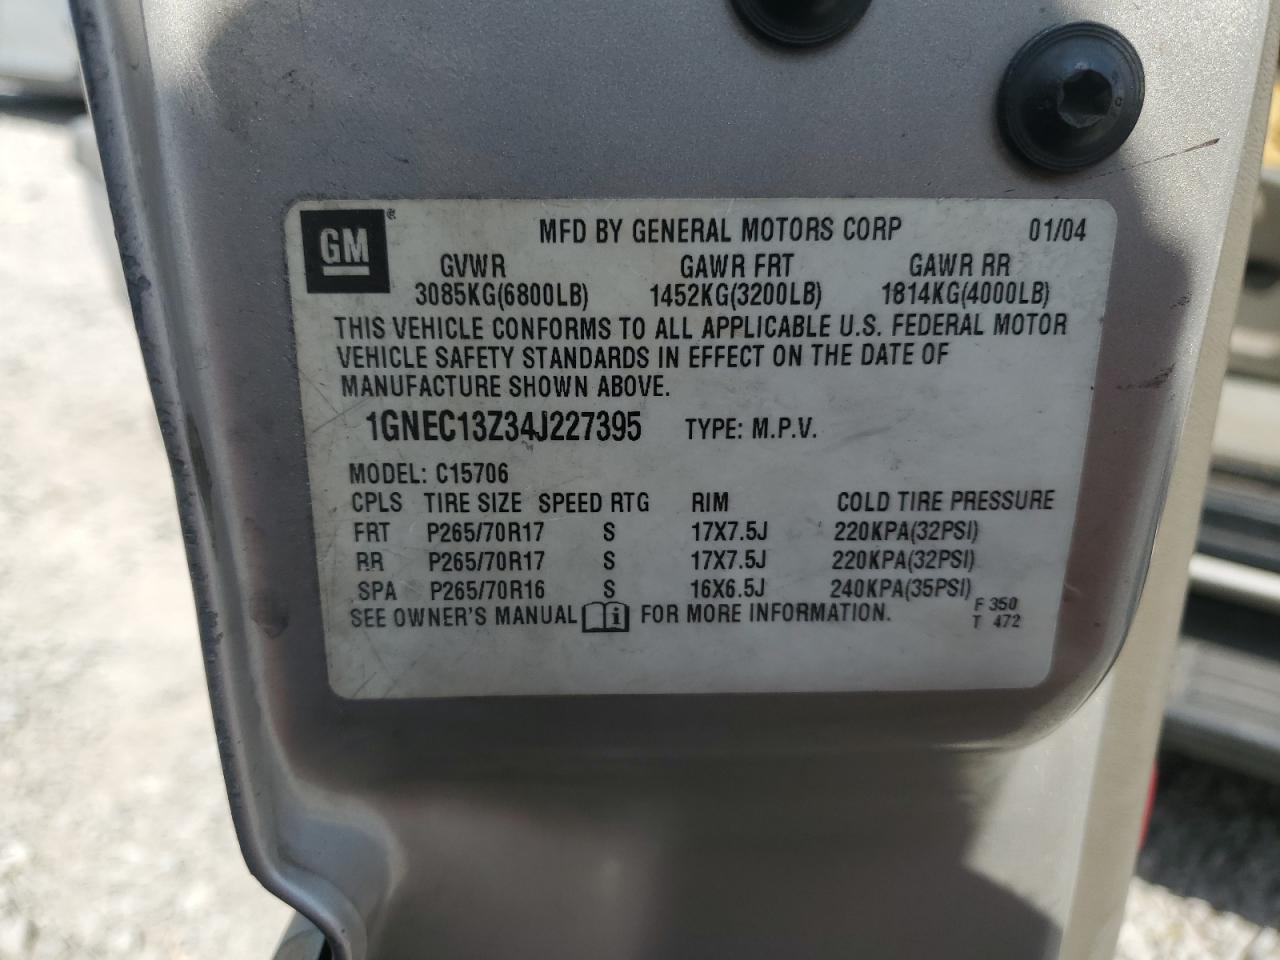 GM ® MFD BY GENERAL MOTORS CORP 01/04
GVWR GAWR FRT GAWR RR
3085KG(6800LB) 1452KG(3200LB) 1814KG(4000LB)
THIS VEHICLE CONFORMS TO ALL APPLICABLE U.S. FEDERAL MOTOR
VEHICLE SAFETY STANDARDS IN EFFECT ON THE DATE OF
MANUFACTURE SHOWN ABOVE.
1GNEC13Z34J227395 TYPE: M.P.V.
MODEL: C15706
CPLS TIRE SIZE SPEED RTG RIM COLD TIRE PRESSURE
FRT P265/70R17 S 17X7.5J 220KPA(32PSI)
RR P265/70R17 S 17X7.5J 220KPA(32PSI)
SPA P265/70R16 S 16X6.5J 240KPA(35PSI)
SEE OWNER'S MANUAL i FOR MORE INFORMATION. F 350
T 472